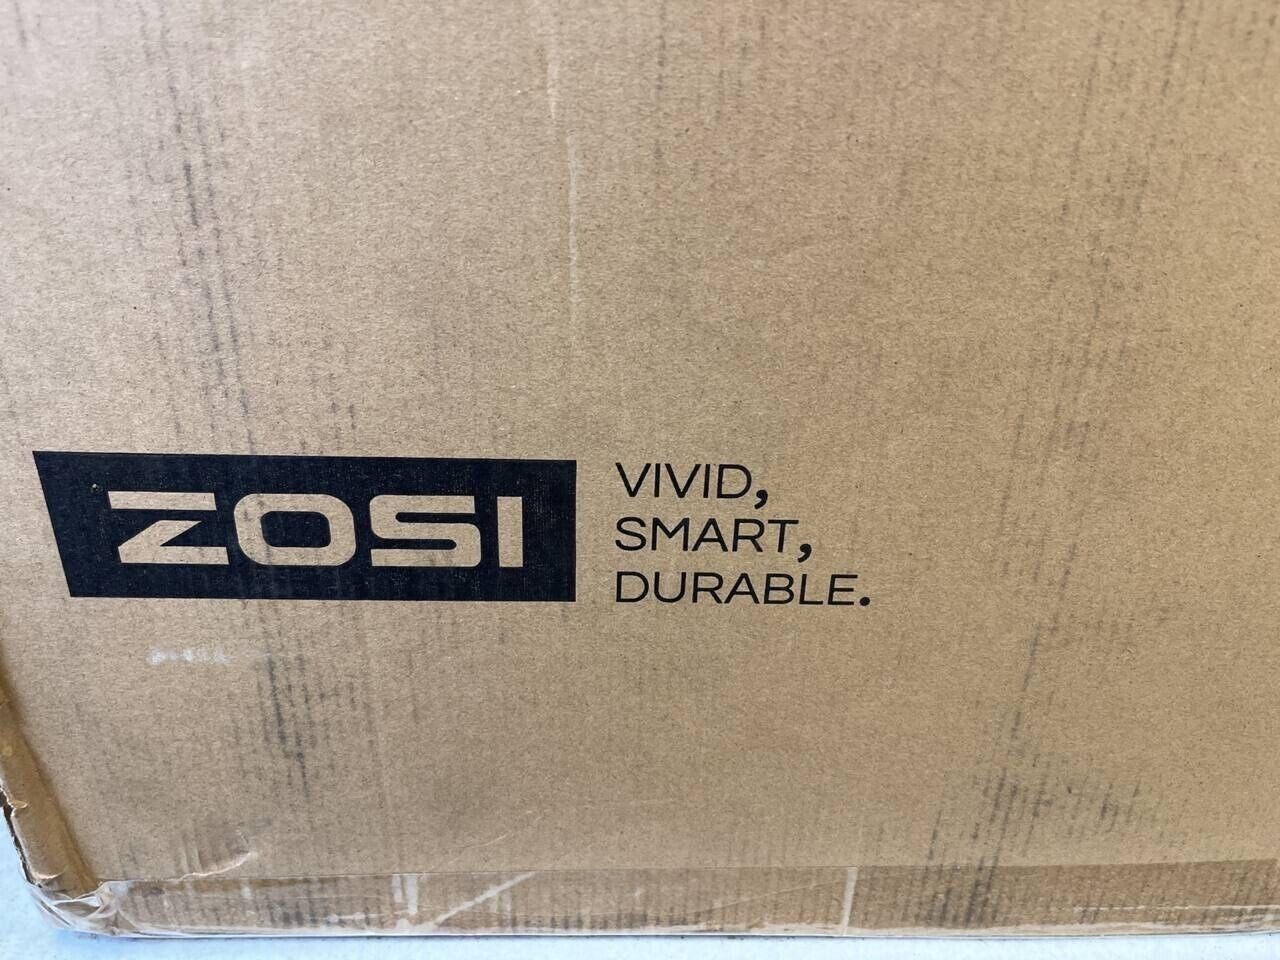 ZOSI
VIVID,
SMART,
DURABLE.